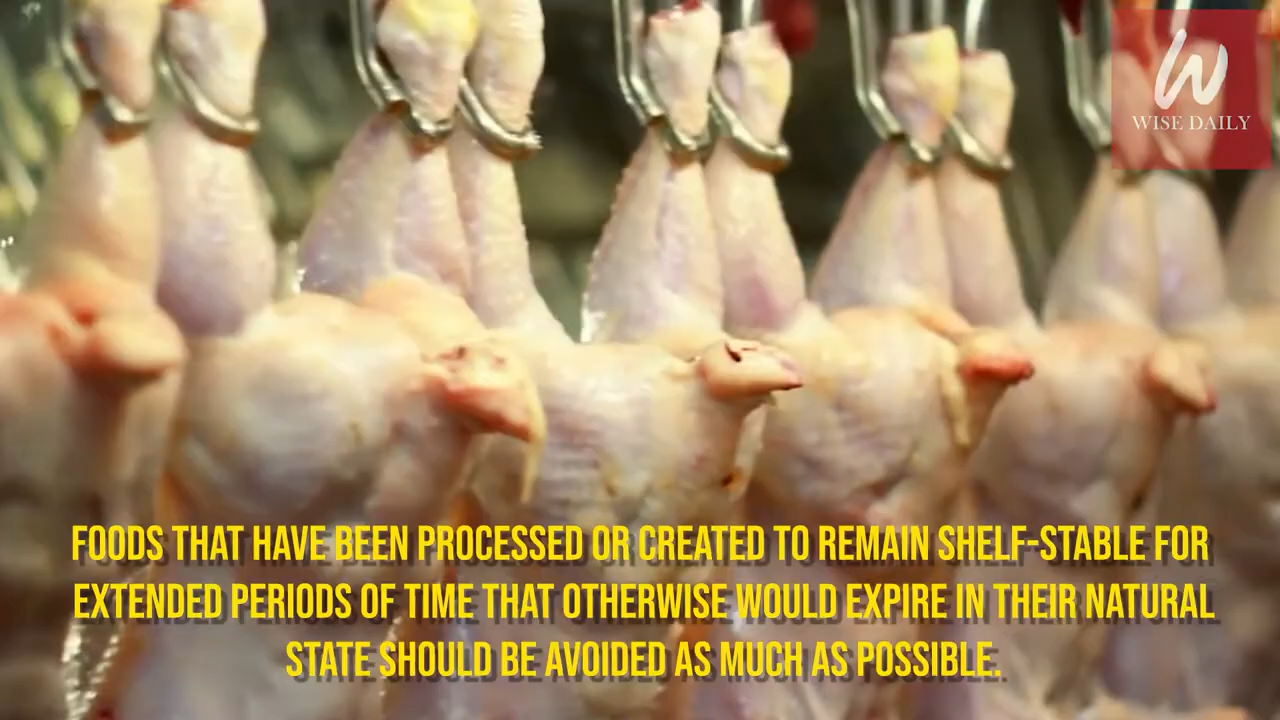 W
WISE DAILY
FOODS THAT HAVE BEEN PROCESSED OR CREATED TO REMAIN SHELF-STABLE FOR
EXTENDED PERIODS OF TIME THAT OTHERWISE WOULD EXPIRE IN THEIR NATURAL
STATE SHOULD BE AVOIDED AS MUCH AS POSSIBLE.